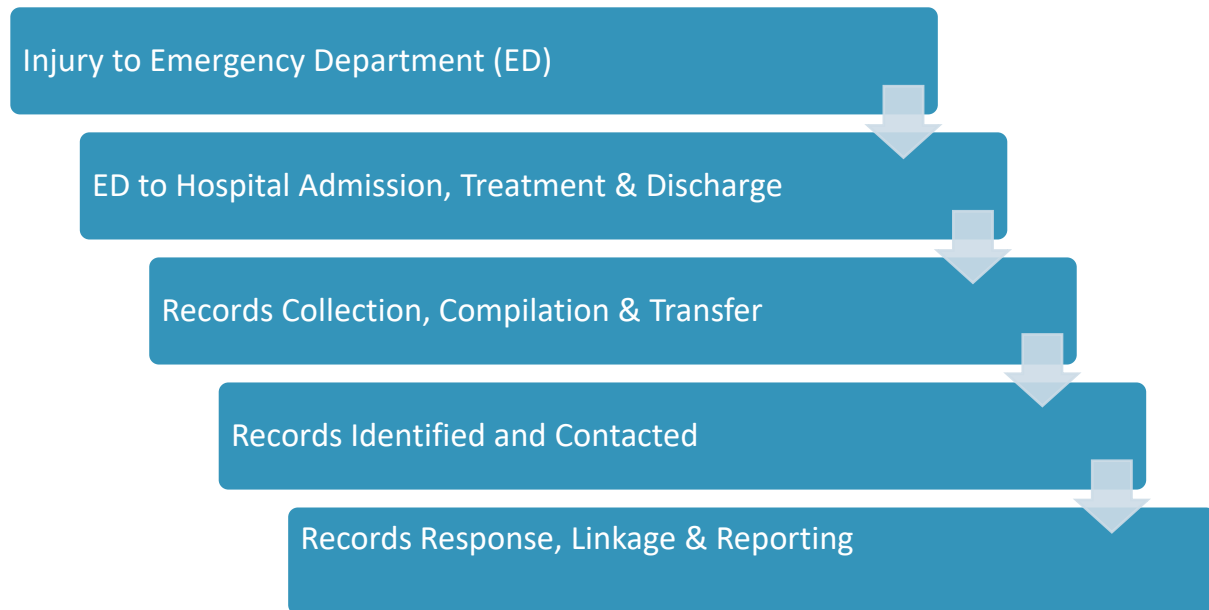 Injury to Emergency Department (ED)
ED to Hospital Admission, Treatment & Discharge
Records Collection, Compilation & Transfer
Records Identified and Contacted
Records Response, Linkage & Reporting